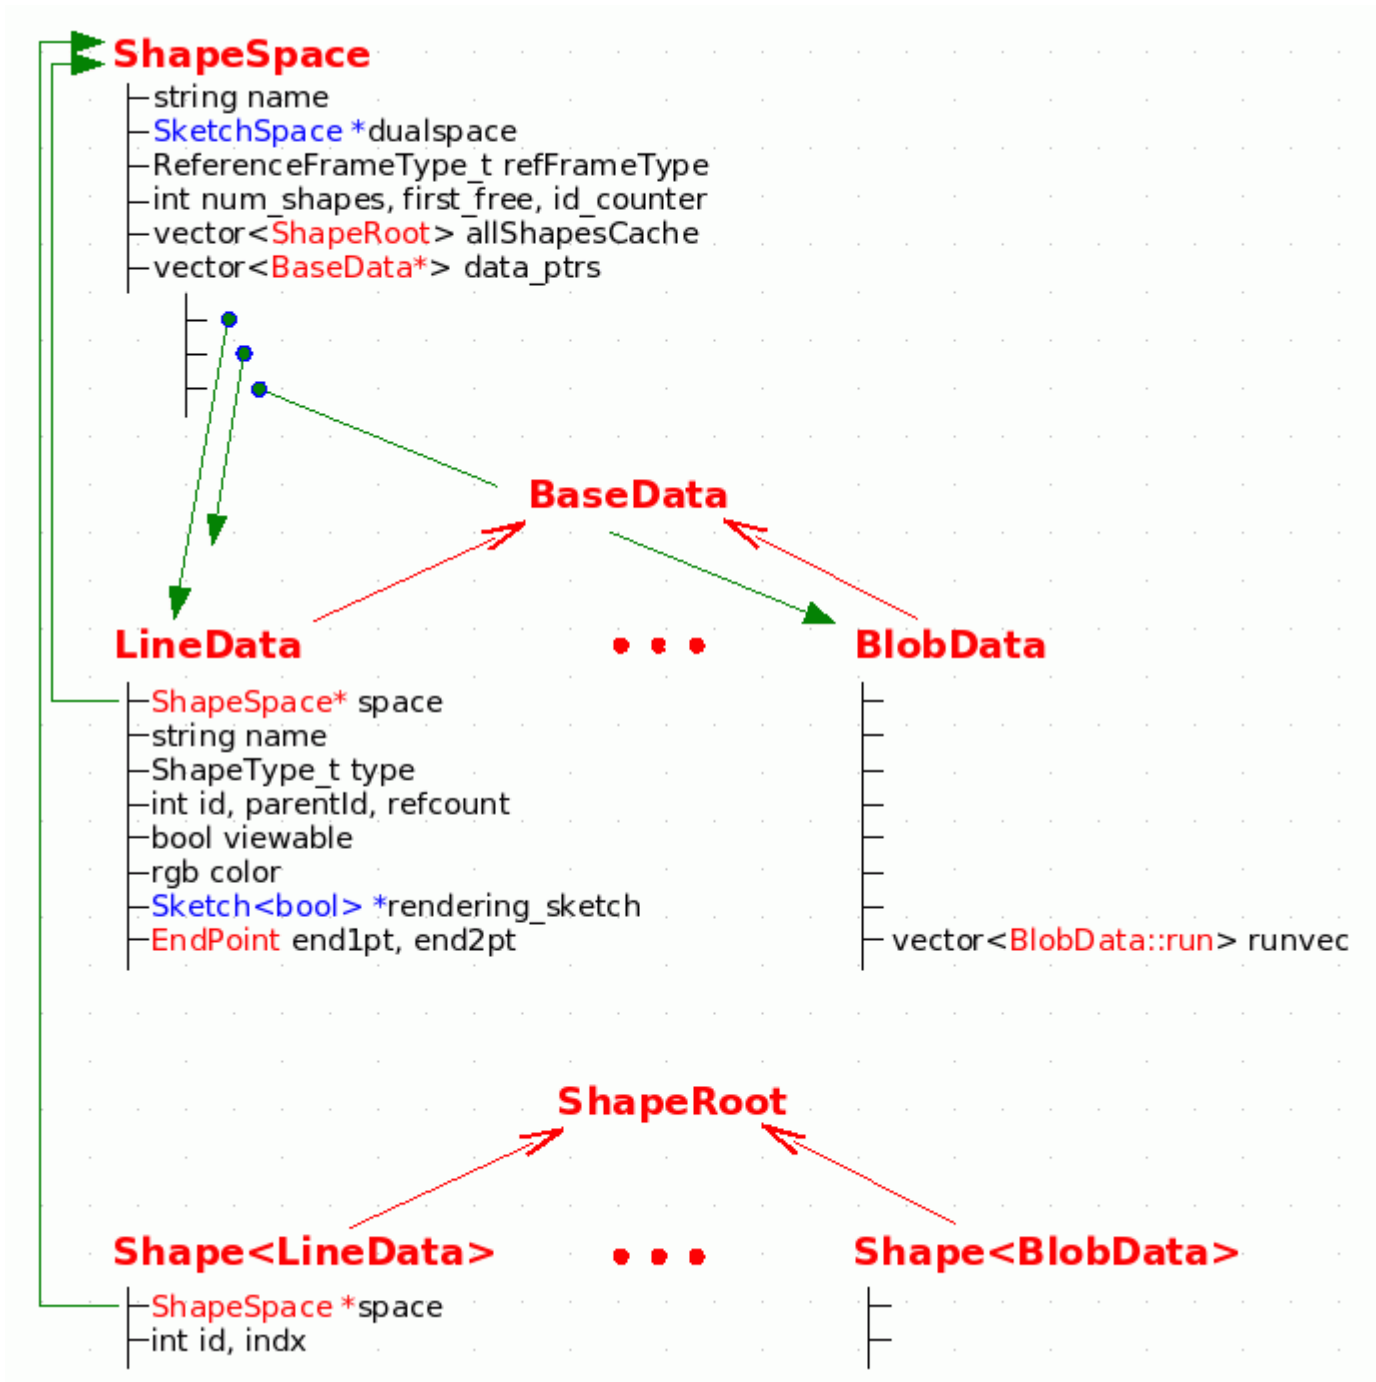 ShapeSpace
string name
SketchSpace *dualspace
ReferenceFrameType_t refFrameType
int num_shapes, first_free, id_counter
vector<ShapeRoot> allShapesCache
vector<BaseData*> data_ptrs
BaseData
LineData
BlobData
ShapeSpace* space
string name
ShapeType_t type
int id, parentId, refcount
bool viewable
rgb color
Sketch<bool> *rendering_sketch
EndPoint end1pt, end2pt
vector<BlobData::run> runvec
ShapeRoot
Shape<LineData>
Shape<BlobData>
ShapeSpace *space
int id, indx